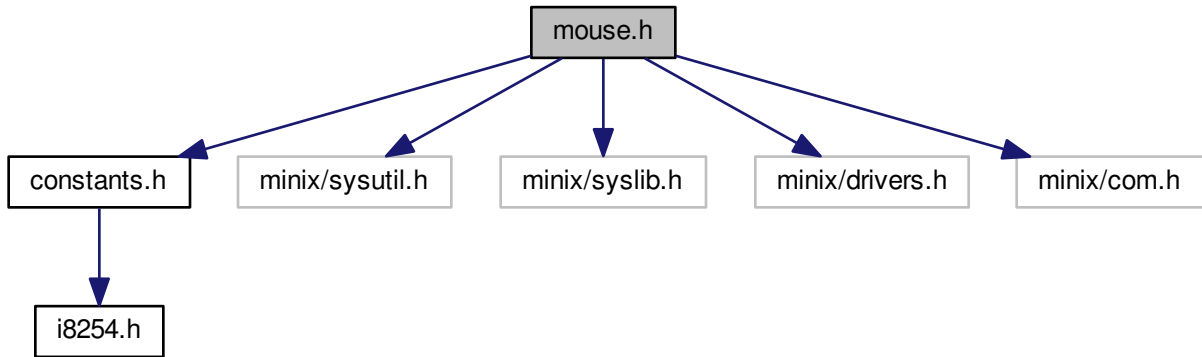 mouse.h
constants.h
minix/sysutil.h
minix/syslib.h
minix/drivers.h
minix/com.h
i8254.h